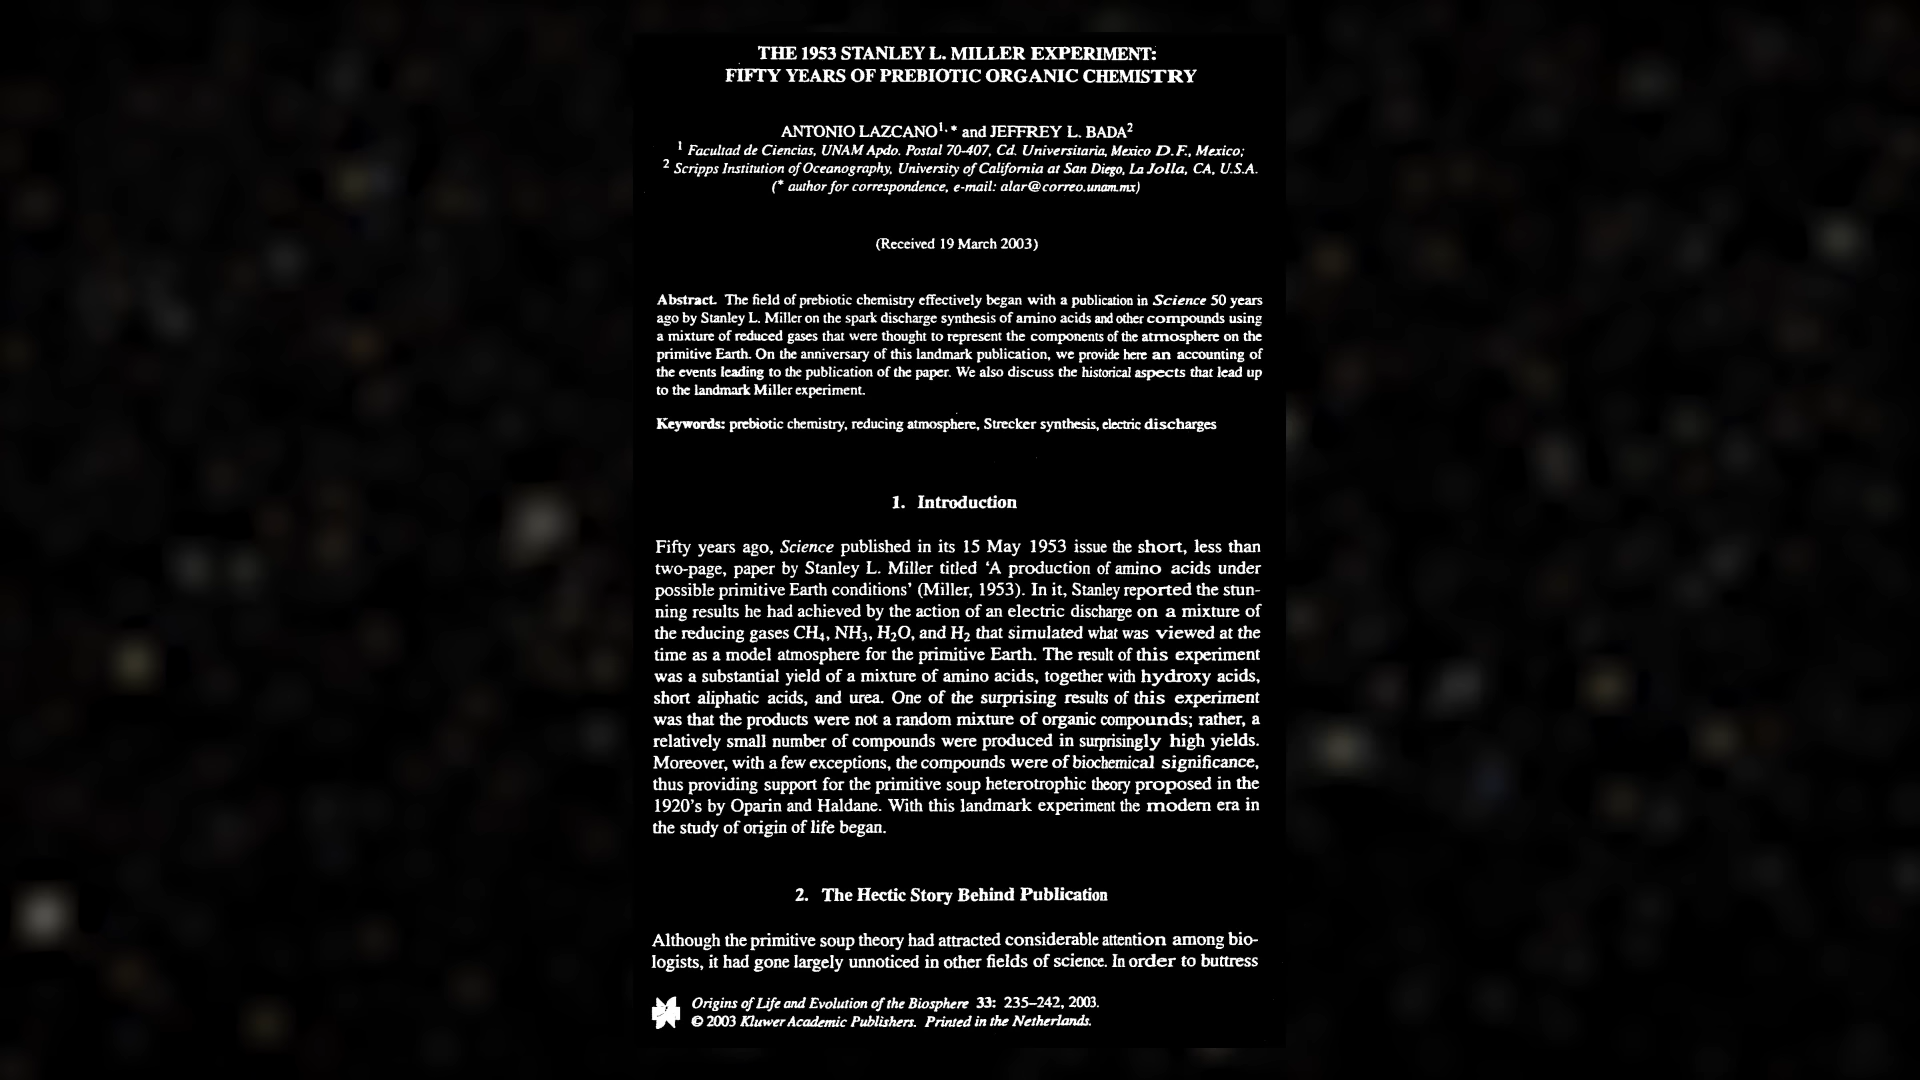 THE 1953 STANLEY L. MILLER EXPERIMENT:
FIFTY YEARS OF PREBIOTIC ORGANIC CHEMISTRY
ANTONIO LAZCANO1,* and JEFFREY L. BADA2
1 Facultad de Ciencias, UNAM Apdo. Postal 70-407, Cd. Universitaria, Mexico D.F., Mexico;
2 Scripps Institution of Oceanography, University of California at San Diego, La Jolla, CA, U.S.A.
(* author for correspondence, e-mail: alar@correo.unam.mx)
(Received 19 March 2003)
Abstract. The field of prebiotic chemistry effectively began with a publication in Science 50 years
ago by Stanley L. Miller on the spark discharge synthesis of amino acids and other compounds using
a mixture of reduced gases that were thought to represent the components of the atmosphere on the
primitive Earth. On the anniversary of this landmark publication, we provide here an accounting of
the events leading to the publication of the paper. We also discuss the historical aspects that lead up
to the landmark Miller experiment.
Keywords: prebiotic chemistry, reducing atmosphere, Strecker synthesis, electric discharges
1. Introduction
Fifty years ago, Science published in its 15 May 1953 issue the short, less than
two-page, paper by Stanley L. Miller titled ‘A production of amino acids under
possible primitive Earth conditions’ (Miller, 1953). In it, Stanley reported the stun-
ning results he had achieved by the action of an electric discharge on a mixture of
the reducing gases CH4, NH3, H2O, and H2 that simulated what was viewed at the
time as a model atmosphere for the primitive Earth. The result of this experiment
was a substantial yield of a mixture of amino acids, together with hydroxy acids,
short aliphatic acids, and urea. One of the surprising results of this experiment
was that the products were not a random mixture of organic compounds; rather, a
relatively small number of compounds were produced in surprisingly high yields.
Moreover, with a few exceptions, the compounds were of biochemical significance,
thus providing support for the primitive soup heterotrophic theory proposed in the
1920’s by Oparin and Haldane. With this landmark experiment the modern era in
the study of origin of life began.
2. The Hectic Story Behind Publication
Although the primitive soup theory had attracted considerable attention among bio-
logists, it had gone largely unnoticed in other fields of science. In order to buttress
Origins of Life and Evolution of the Biosphere 33: 235–242, 2003.
© 2003 Kluwer Academic Publishers. Printed in the Netherlands.